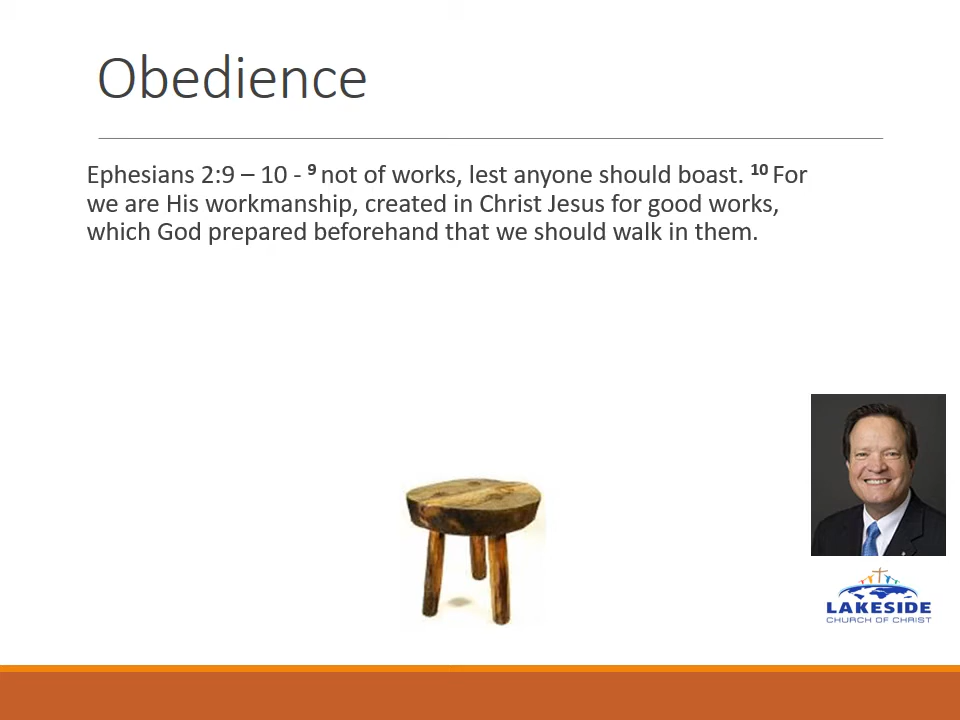 Obedience
Ephesians 2:9 – 10 - 9 not of works, lest anyone should boast. 10 For
we are His workmanship, created in Christ Jesus for good works,
which God prepared beforehand that we should walk in them.
LAKESIDE
CHURCH OF CHRIST